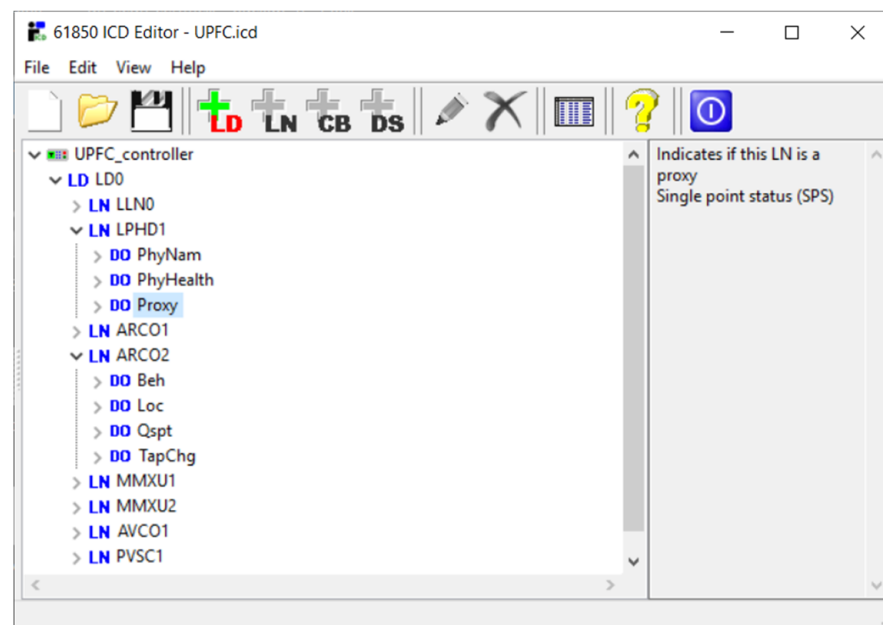 61850 ICD Editor - UPFC.icd
File Edit View Help
LD LN CB DS
UPFC_controller
LD LD0
LN LLN0
LN LPHD1
DO PhyNam
DO PhyHealth
DO Proxy
LN ARCO1
LN ARCO2
DO Beh
DO Loc
DO Qspt
DO TapChg
LN MMXU1
LN MMXU2
LN AVCO1
LN PVSC1
Indicates if this LN is a
proxy
Single point status (SPS)